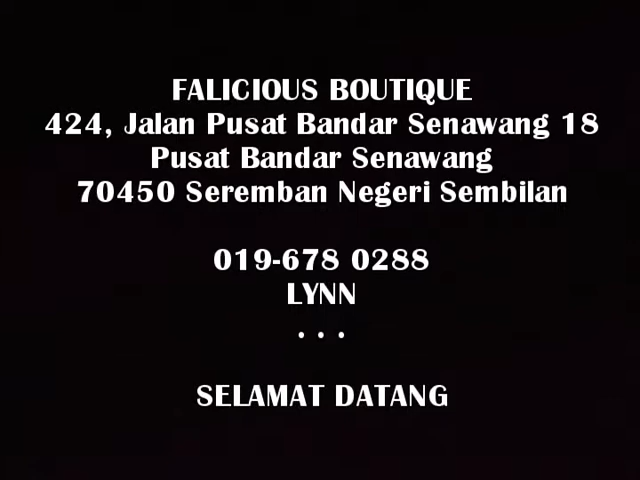 FALICIOUS BOUTIQUE
424, Jalan Pusat Bandar Senawang 18
Pusat Bandar Senawang
70450 Seremban Negeri Sembilan
019-678 0288
LYNN
. . .
SELAMAT DATANG